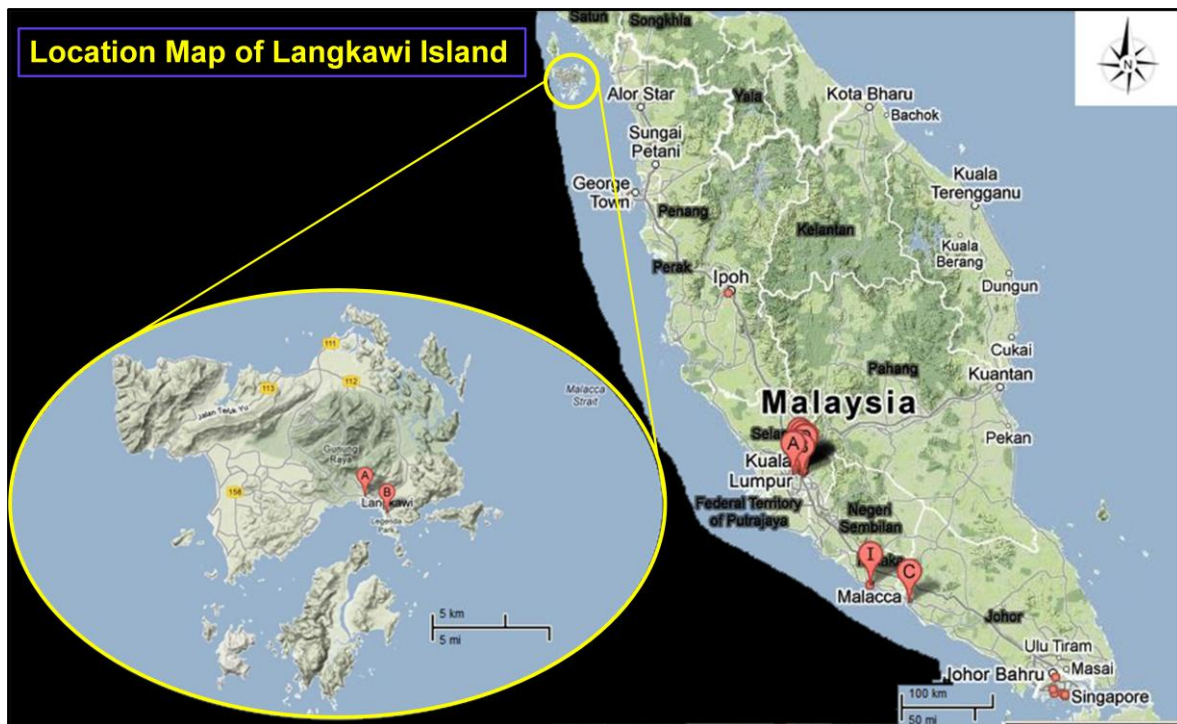 Location Map of Langkawi Island
Satun
Songkhla
N
Alor Star
Yala
Kota Bharu
Bachok
Sungai
Petani
George
Town
Kuala
Terengganu
Penang
Kelantan
Kuala
Berang
Perak
Ipoh
Dungun
Cukai
Pahang
Kuantan
Malaysia
Pekan
A
Kuala
Lumpur
Federal Territory
of Putrajaya
Negeri
Sembilan
I
C
Malacca
Johor
Ulu Tiram
Masai
Johor Bahru
Singapore
100 km
50 mi
111
112
113
Jalan Teluk Yu
Malacca
Strait
Gunung
Raya
A
B
156
Langkawi
Legenda
Park
5 km
5 mi